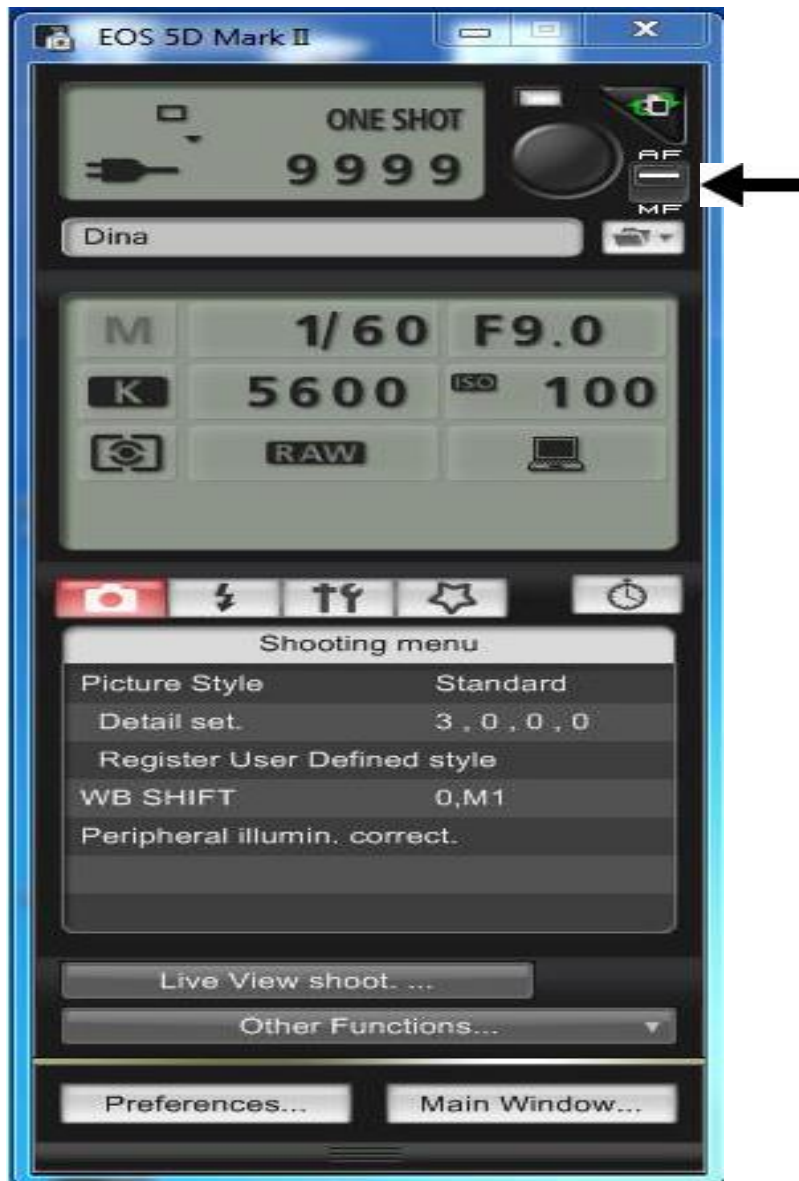 EOS 5D Mark II
ONE SHOT
9999
AF
MF
Dina
M 1/60 F9.0
K 5600 ISO 100
RAW
Shooting menu
Picture Style Standard
Detail set. 3 , 0 , 0 , 0
Register User Defined style
WB SHIFT 0,M1
Peripheral illumin. correct.
Live View shoot. ...
Other Functions...
Preferences... Main Window...